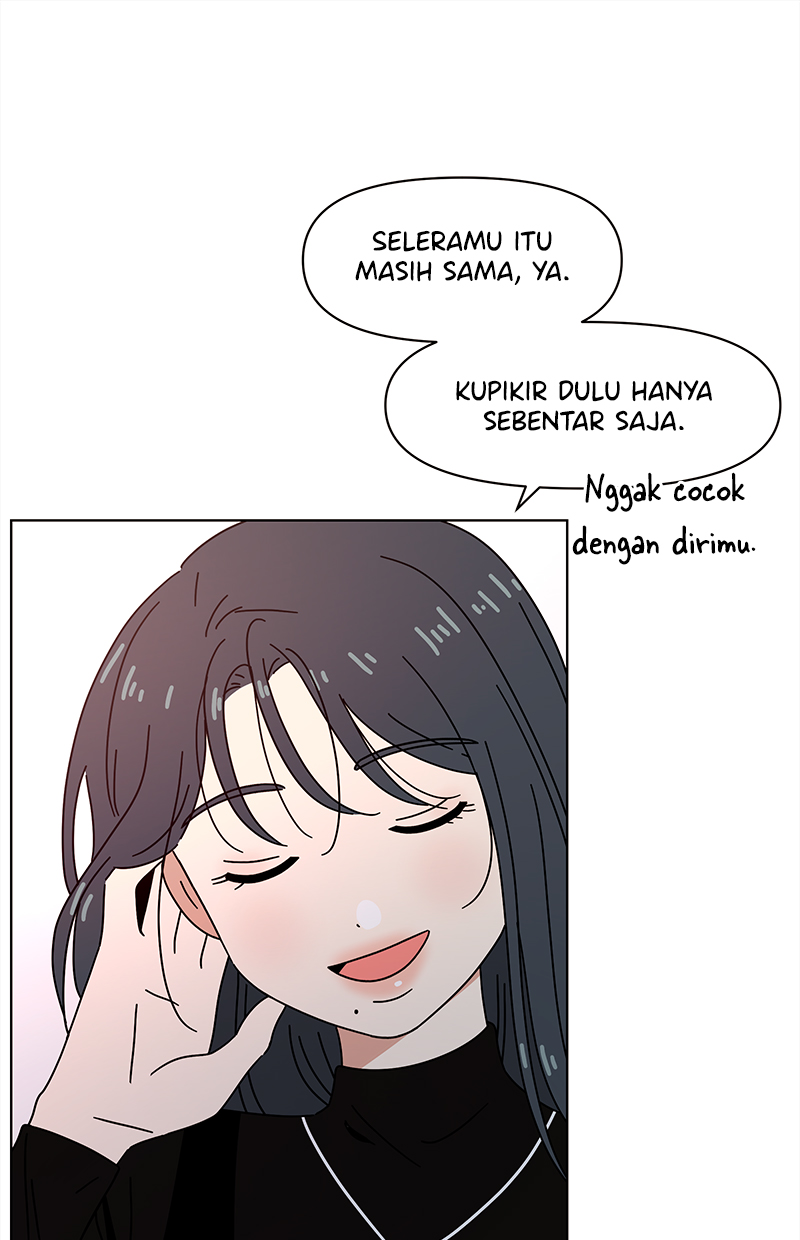 SELERAMU ITU
MASIH SAMA, YA.
KUPIKIR DULU HANYA
SEBENTAR SAJA.
Nggak cocok
dengan dirimu.